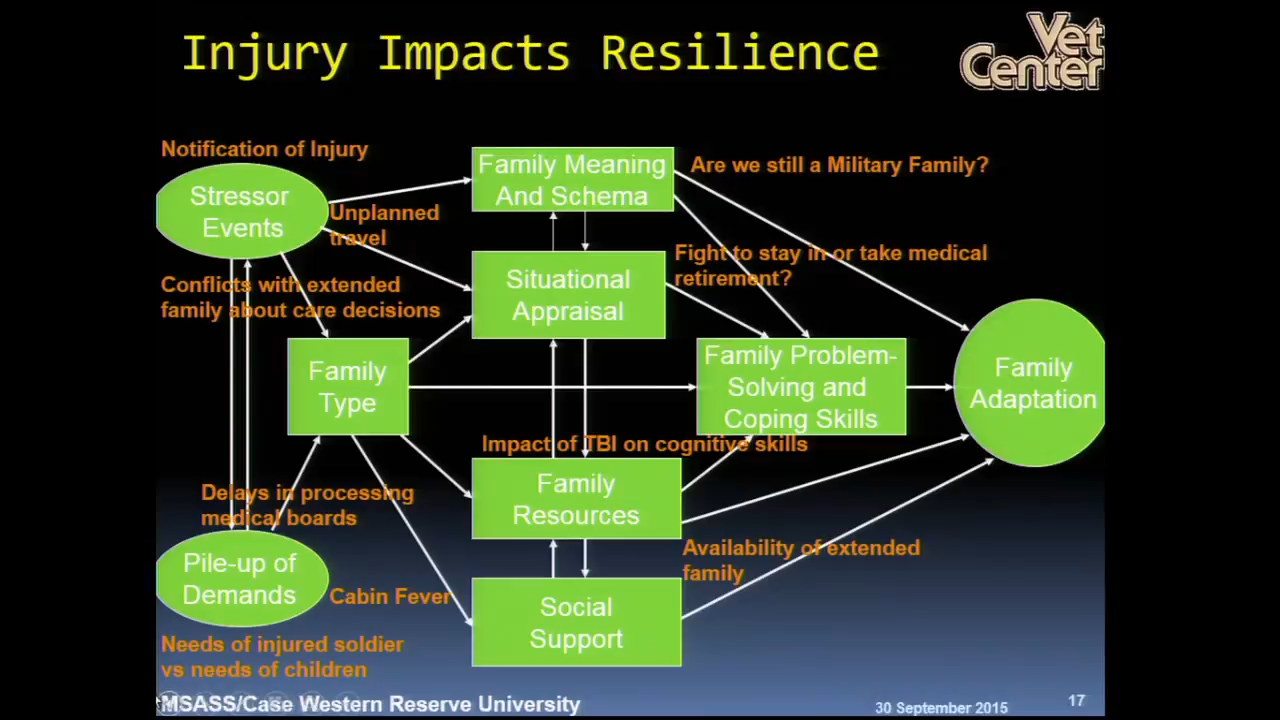 Injury Impacts Resilience
Vet
Center
Notification of Injury
Stressor
Events
Unplanned
travel
Family Meaning
And Schema
Are we still a Military Family?
Conflicts with extended
family about care decisions
Situational
Appraisal
Fight to stay in or take medical
retirement?
Family
Type
Family Problem-
Solving and
Coping Skills
Family
Adaptation
Impact of TBI on cognitive skills
Delays in processing
medical boards
Family
Resources
Pile-up of
Demands
Cabin Fever
Availability of extended
family
Social
Support
Needs of injured soldier
vs needs of children
MSASS/Case Western Reserve University
30 September 2015
17